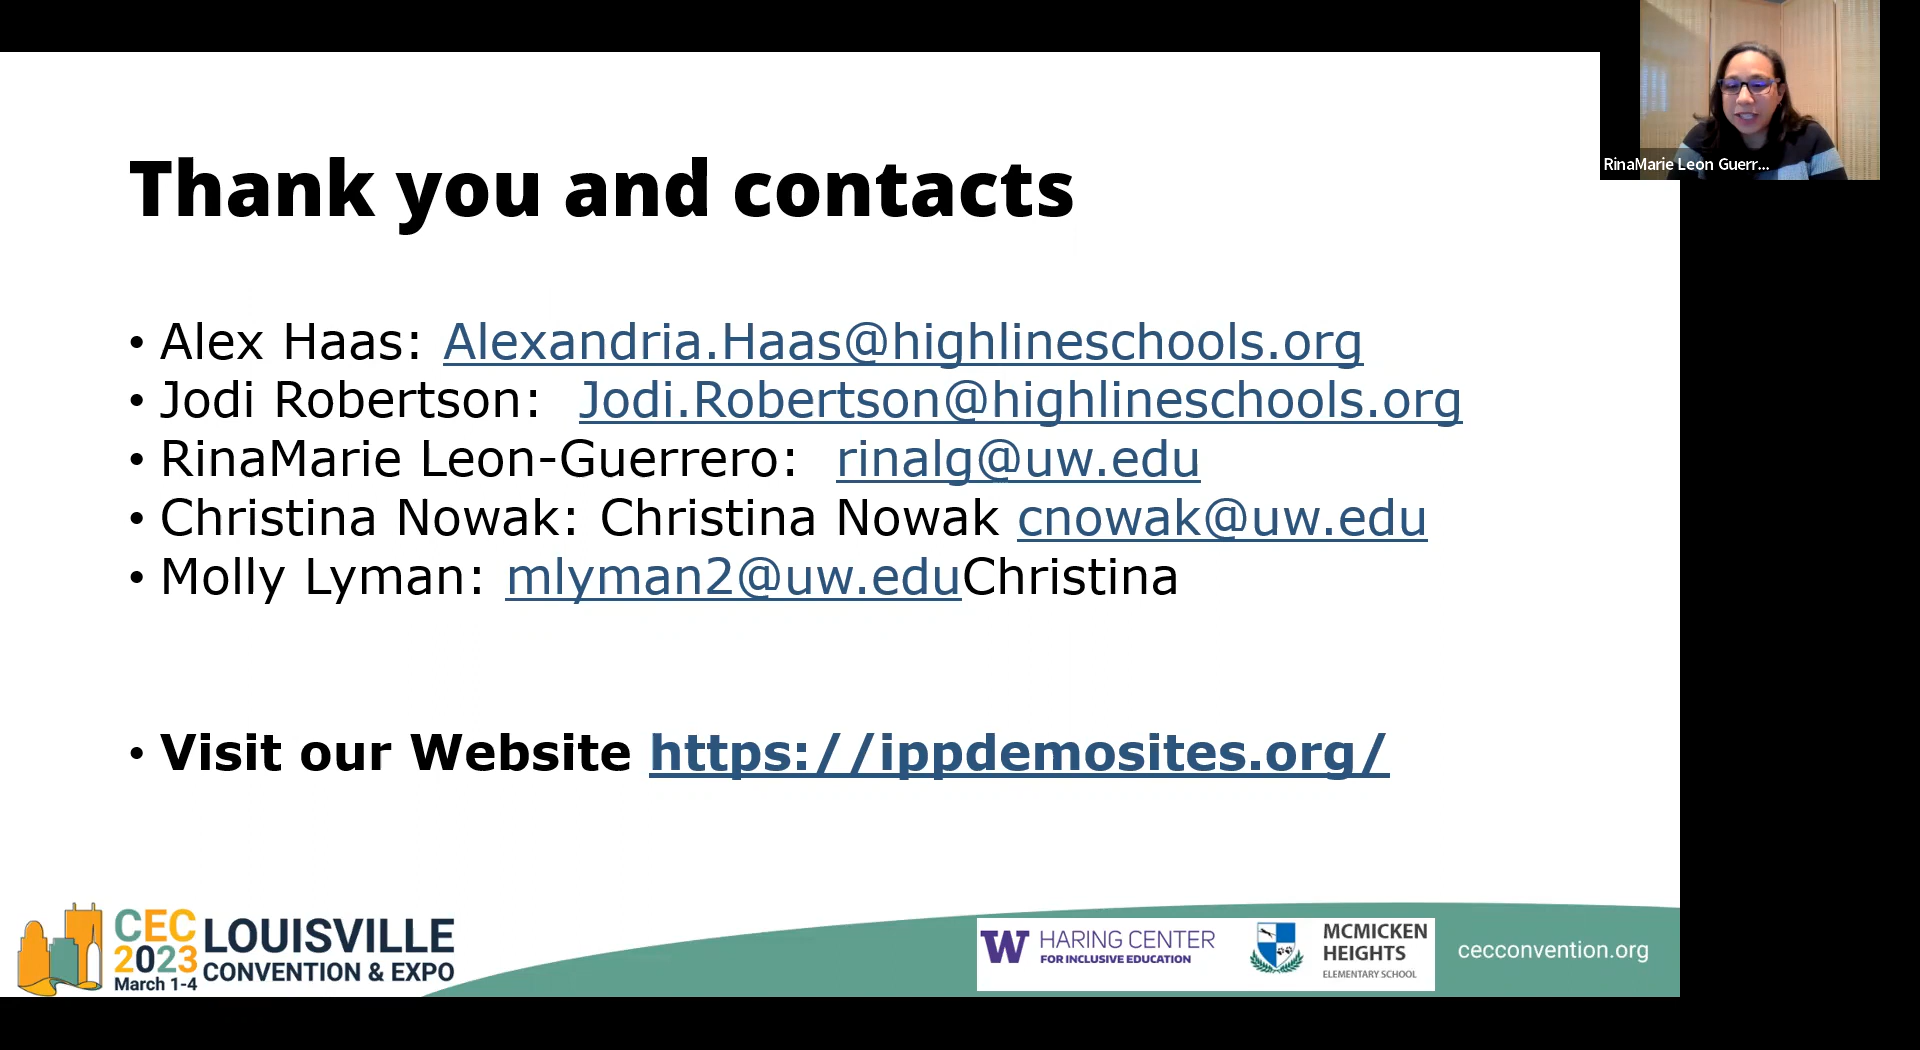 Thank you and contacts
RinaMarie Leon Guerr...
• Alex Haas: Alexandria.Haas@highlineschools.org
• Jodi Robertson: Jodi.Robertson@highlineschools.org
• RinaMarie Leon-Guerrero: rinalg@uw.edu
• Christina Nowak: Christina Nowak cnowak@uw.edu
• Molly Lyman: mlyman2@uw.eduChristina
• Visit our Website https://ippdemosites.org/
CEC
2023
March 1-4
LOUISVILLE
CONVENTION & EXPO
W
HARING CENTER
FOR INCLUSIVE EDUCATION
MCMICKEN
HEIGHTS
ELEMENTARY SCHOOL
cecconvention.org